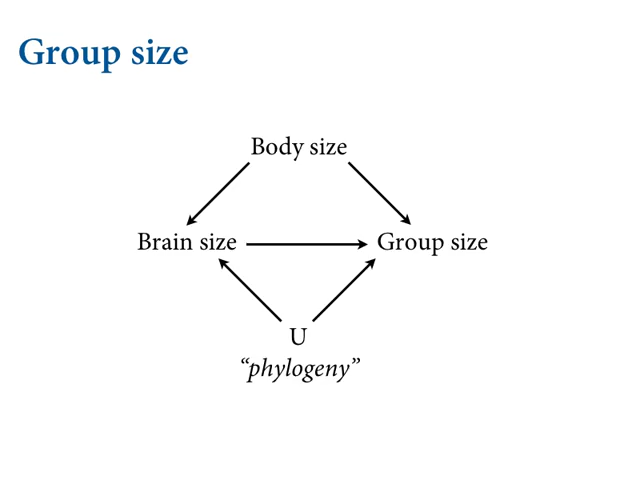 Group size
Body size
Brain size
Group size
U
“phylogeny”